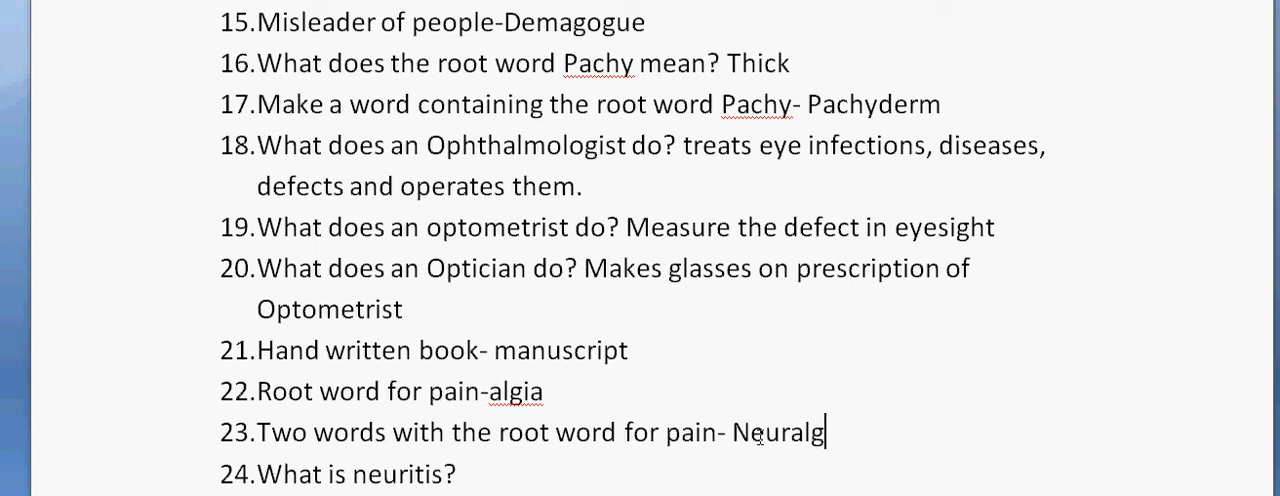 15.Misleader of people-Demagogue
16.What does the root word Pachy mean? Thick
17.Make a word containing the root word Pachy- Pachyderm
18.What does an Ophthalmologist do? treats eye infections, diseases,
defects and operates them.
19.What does an optometrist do? Measure the defect in eyesight
20.What does an Optician do? Makes glasses on prescription of
Optometrist
21.Hand written book- manuscript
22.Root word for pain-algia
23.Two words with the root word for pain- Neuralg
24.What is neuritis?